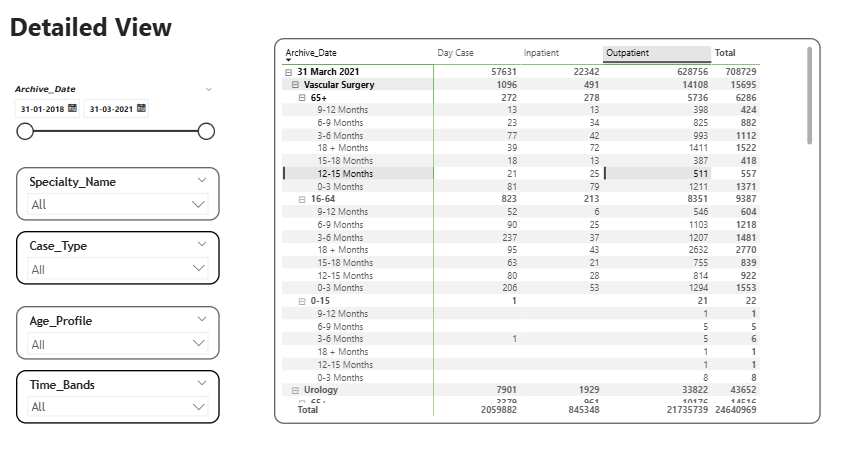 Detailed View
Archive_Date
31-01-2018 31-03-2021
Specialty_Name
All
Case_Type
All
Age_Profile
All
Time_Bands
All
Archive_Date Day Case Inpatient Outpatient Total
31 March 2021 57631 22342 628756 708729
Vascular Surgery 1096 491 14108 15695
65+ 272 278 5736 6286
9-12 Months 13 13 398 424
6-9 Months 23 34 825 882
3-6 Months 77 42 993 1112
18 + Months 39 72 1411 1522
15-18 Months 18 13 387 418
12-15 Months 21 25 511 557
0-3 Months 81 79 1211 1371
16-64 823 213 8351 9387
9-12 Months 52 6 546 604
6-9 Months 90 25 1103 1218
3-6 Months 237 37 1207 1481
18 + Months 95 43 2632 2770
15-18 Months 63 21 755 839
12-15 Months 80 28 814 922
0-3 Months 206 53 1294 1553
0-15 1 21 22
9-12 Months 1 1
6-9 Months 5 5
3-6 Months 1 5 6
18 + Months 1 1
12-15 Months 1 1
0-3 Months 8 8
Urology 7901 1929 33822 43652
Total 2059882 845348 21735739 24640969